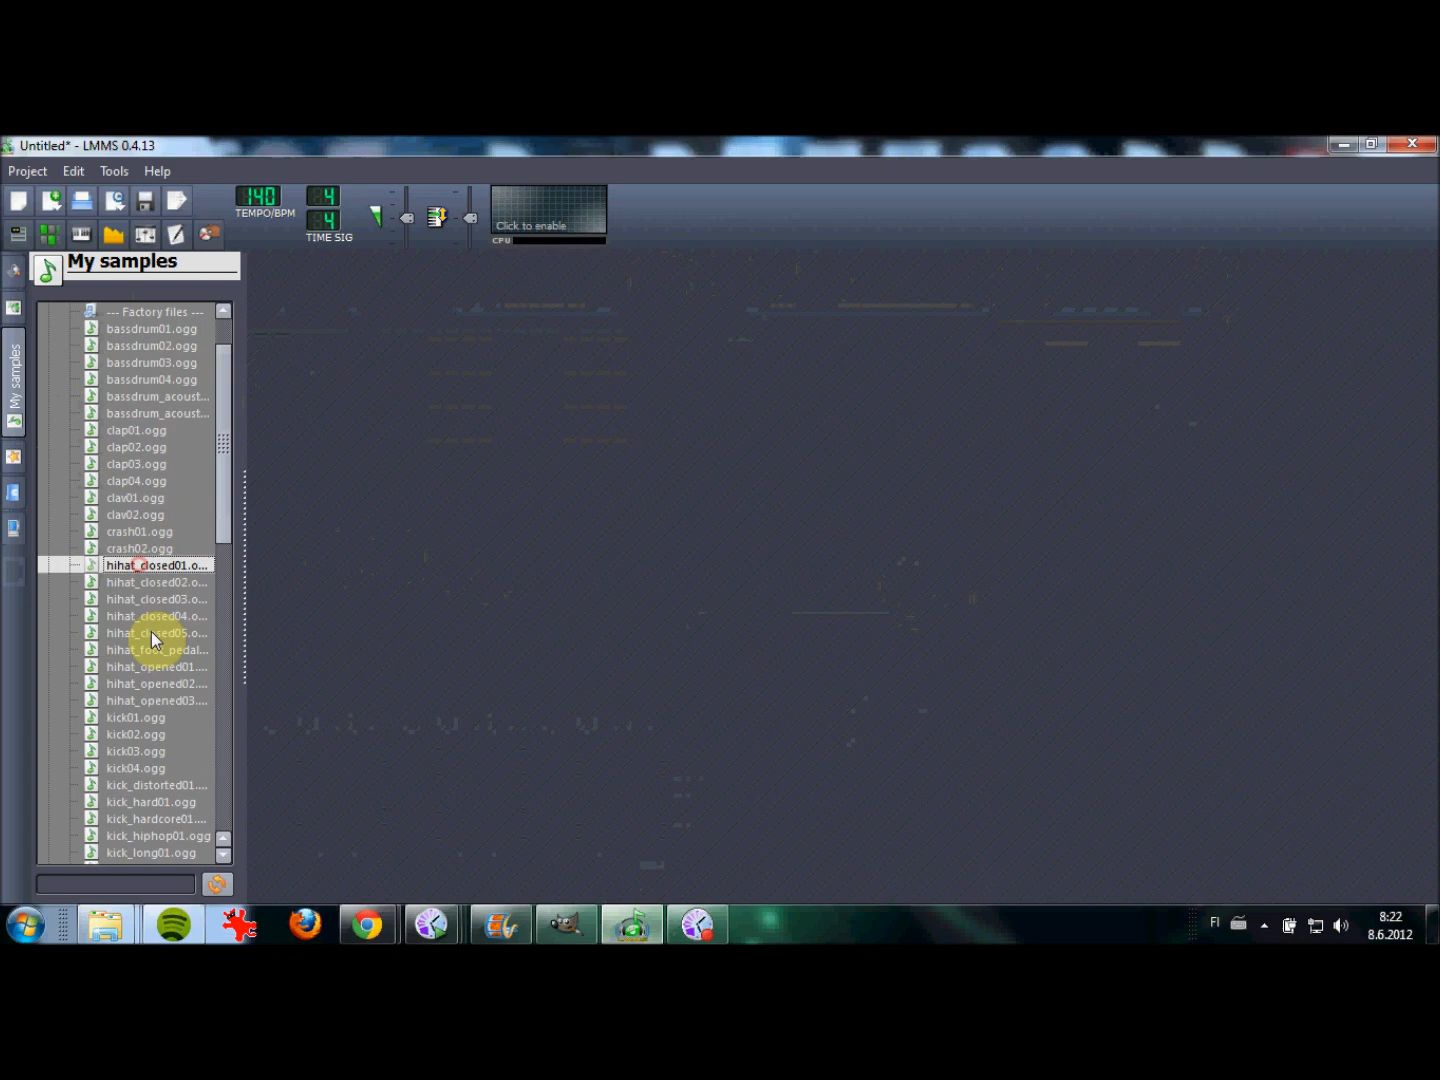 Untitled* - LMMS 0.4.13
Project Edit Tools Help
140
TEMPO/BPM
4
4
TIME SIG
Click to enable
CPU
My samples
My samples
--- Factory files ---
bassdrum01.ogg
bassdrum02.ogg
bassdrum03.ogg
bassdrum04.ogg
bassdrum_acoust...
bassdrum_acoust...
clap01.ogg
clap02.ogg
clap03.ogg
clap04.ogg
clav01.ogg
clav02.ogg
crash01.ogg
crash02.ogg
hihat_closed01.o...
hihat_closed02.o...
hihat_closed03.o...
hihat_closed04.o...
hihat_closed05.o...
hihat_foot_pedal...
hihat_opened01....
hihat_opened02....
hihat_opened03....
kick01.ogg
kick02.ogg
kick03.ogg
kick04.ogg
kick_distorted01....
kick_hard01.ogg
kick_hardcore01....
kick_hiphop01.ogg
kick_long01.ogg
FI
8:22
8.6.2012